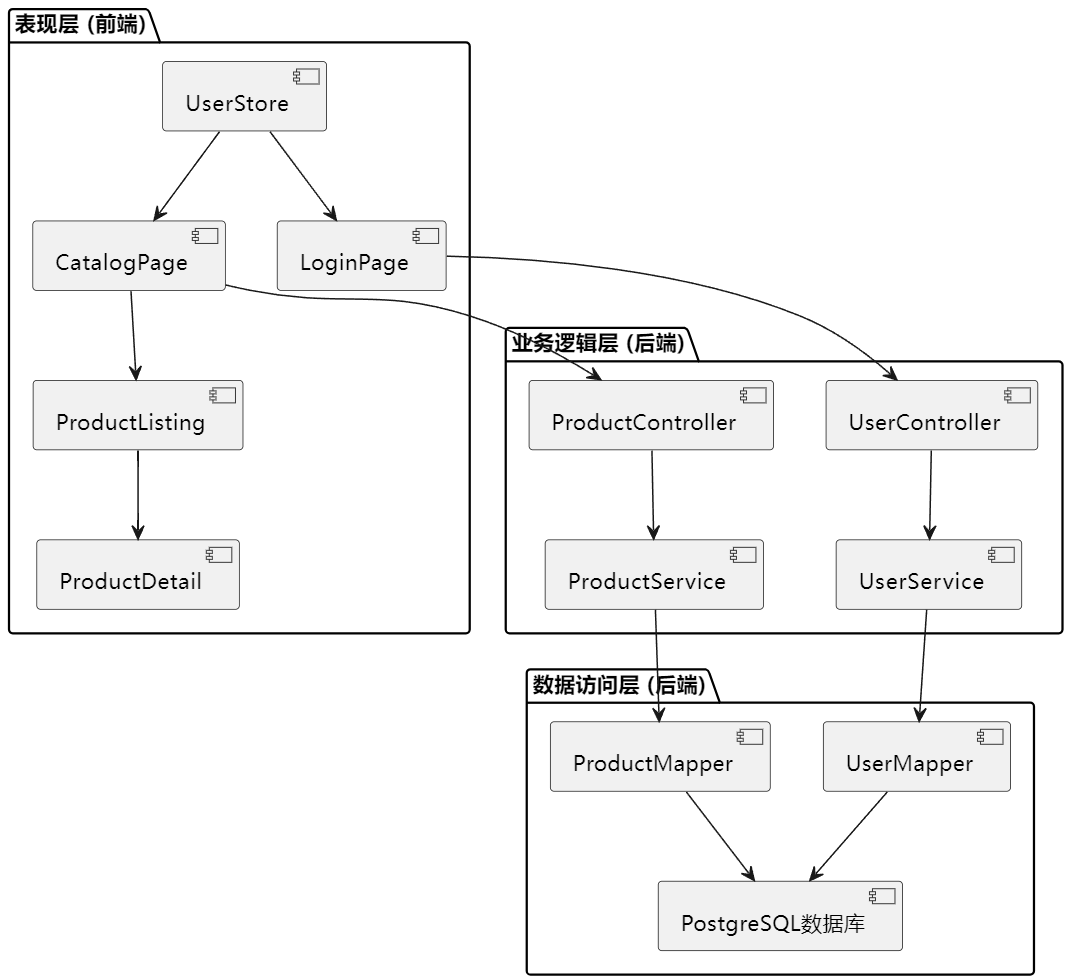 表现层 (前端)
UserStore
CatalogPage
LoginPage
ProductListing
ProductDetail
业务逻辑层 (后端)
ProductController
UserController
ProductService
UserService
数据访问层 (后端)
ProductMapper
UserMapper
PostgreSQL数据库